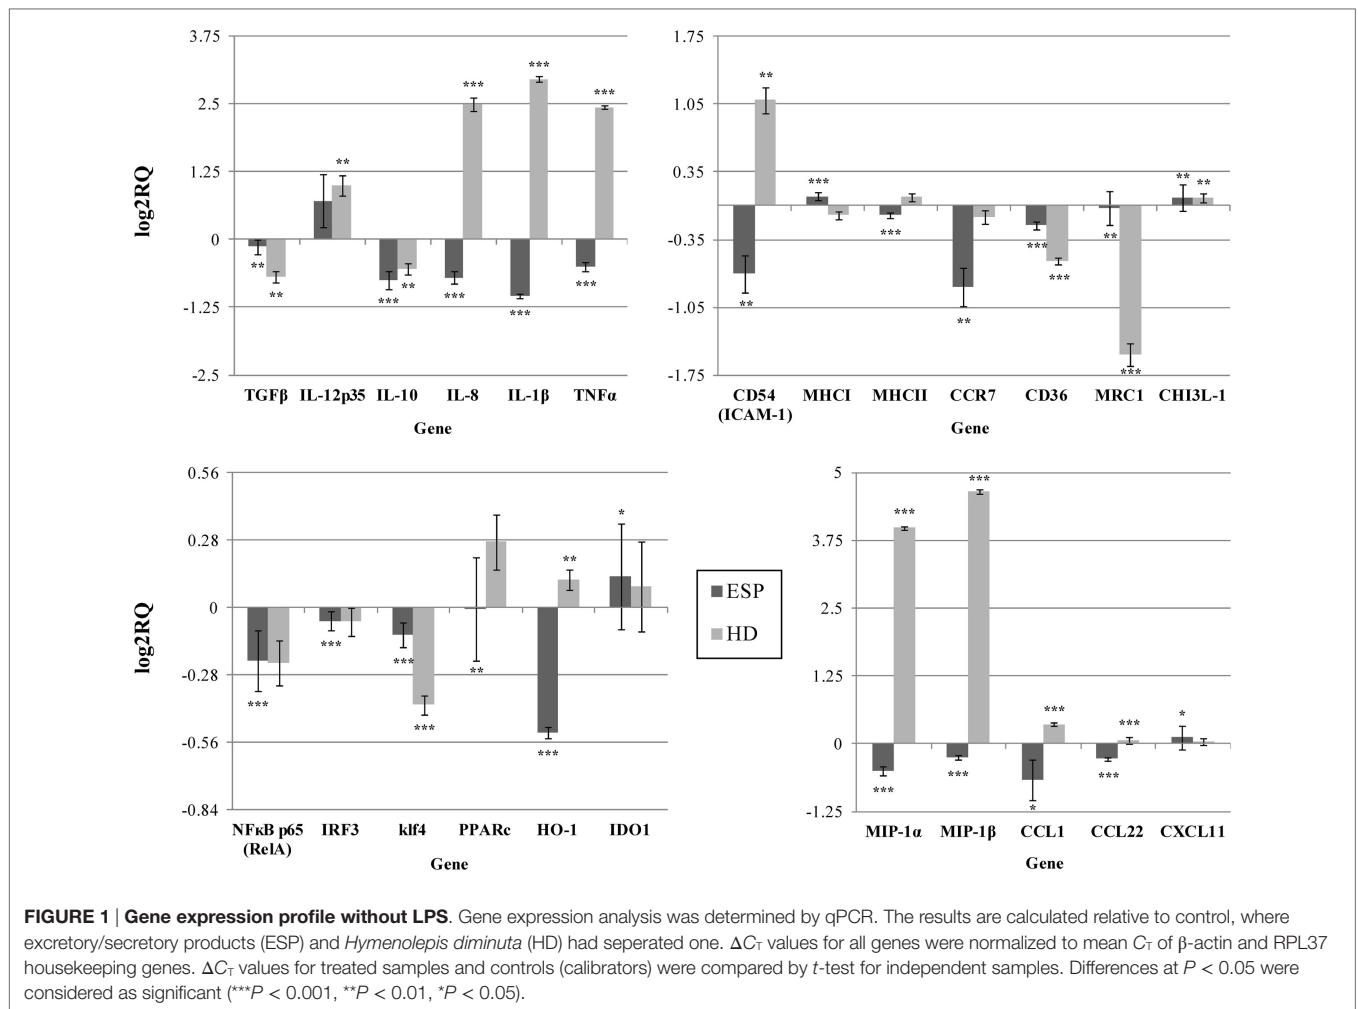 3.75
2.5
1.25
0
-1.25
-2.5
log2RQ
** ** ** *** ** *** *** *** *** *** ***
TGFβ IL-12p35 IL-10 IL-8 IL-1β TNFα
Gene
1.75
1.05
0.35
-0.35
-1.05
-1.75
** ** *** *** ** *** *** ** *** ** **
CD54 MHCI MHCII CCR7 CD36 MRC1 CHI3L-1
(ICAM-1)
Gene
0.56
0.28
0
-0.28
-0.56
-0.84
log2RQ
*** *** *** *** ** *** ** *
NFκB p65 IRF3 klf4 PPARc HO-1 IDO1
(RelA)
Gene
ESP
HD
5
3.75
2.5
1.25
0
-1.25
*** *** *** *** * *** *** *** *
MIP-1α MIP-1β CCL1 CCL22 CXCL11
Gene
FIGURE 1 | Gene expression profile without LPS. Gene expression analysis was determined by qPCR. The results are calculated relative to control, where
excretory/secretory products (ESP) and Hymenolepis diminuta (HD) had seperated one. ΔCT values for all genes were normalized to mean CT of β-actin and RPL37
housekeeping genes. ΔCT values for treated samples and controls (calibrators) were compared by t-test for independent samples. Differences at P < 0.05 were
considered as significant (***P < 0.001, **P < 0.01, *P < 0.05).